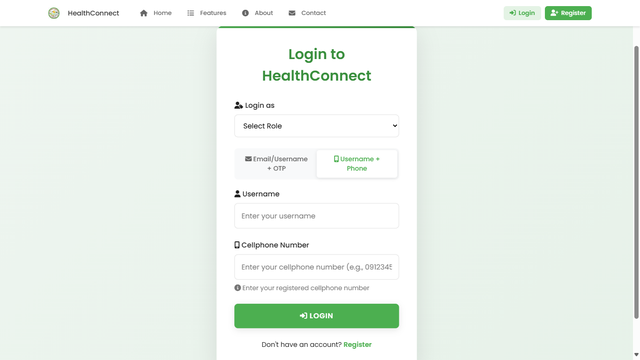 HealthConnect
Home
Features
About
Contact
Login
Register
Login to
HealthConnect
Login as
Select Role
Email/Username
+ OTP
Username +
Phone
Username
Enter your username
Cellphone Number
Enter your cellphone number (e.g., 0912345
Enter your registered cellphone number
LOGIN
Don't have an account? Register